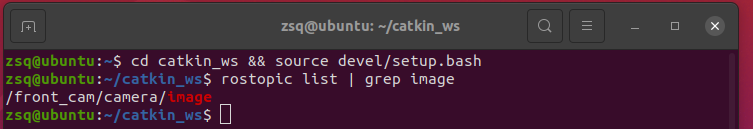 zsq@ubuntu: ~/catkin_ws
zsq@ubuntu:~$ cd catkin_ws && source devel/setup.bash
zsq@ubuntu:~/catkin_ws$ rostopic list | grep image
/front_cam/camera/image
zsq@ubuntu:~/catkin_ws$